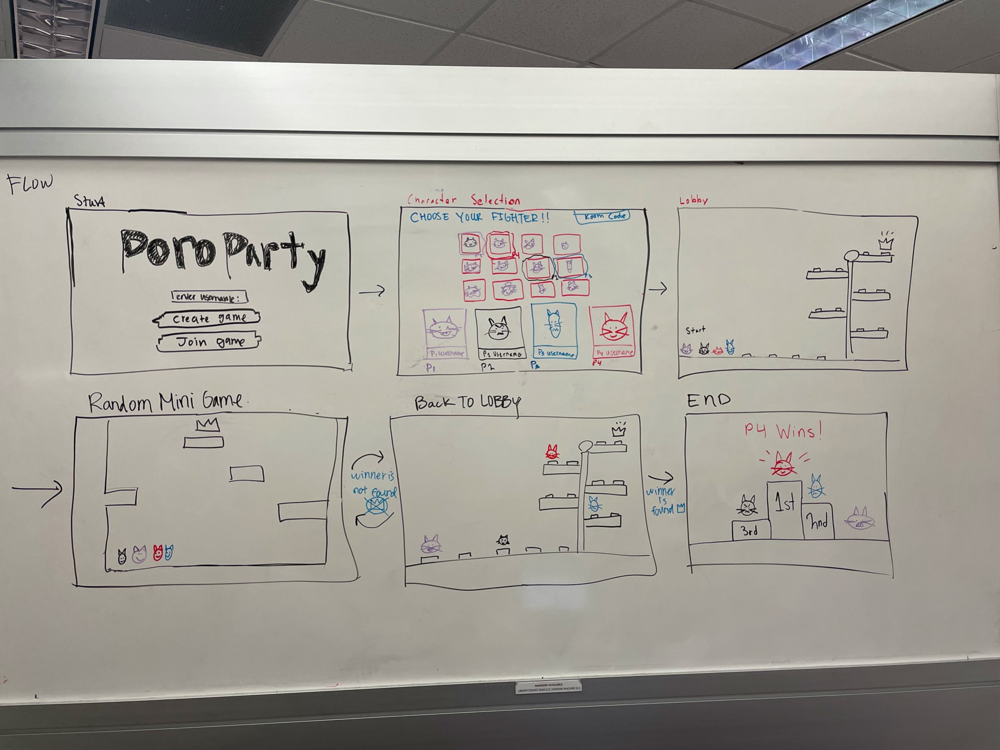 FLOW
Start
Poro Party
enter username:
Create game
Join game
Character Selection
CHOOSE YOUR FIGHTER!!
Room Code
P4
P2
P3
P1 username
P2 Username
P3 username
P4 username
P1
P2
P3
P4
Lobby
Start
Random Mini Game
winner is
not found
Back TO LOBBY
winner
is
found
END
P4 Wins!
1st
2nd
3rd
MARKERS AVAILABLE:
LIBRARY SERVICE DESK (L2); VENDING MACHINE (L1)